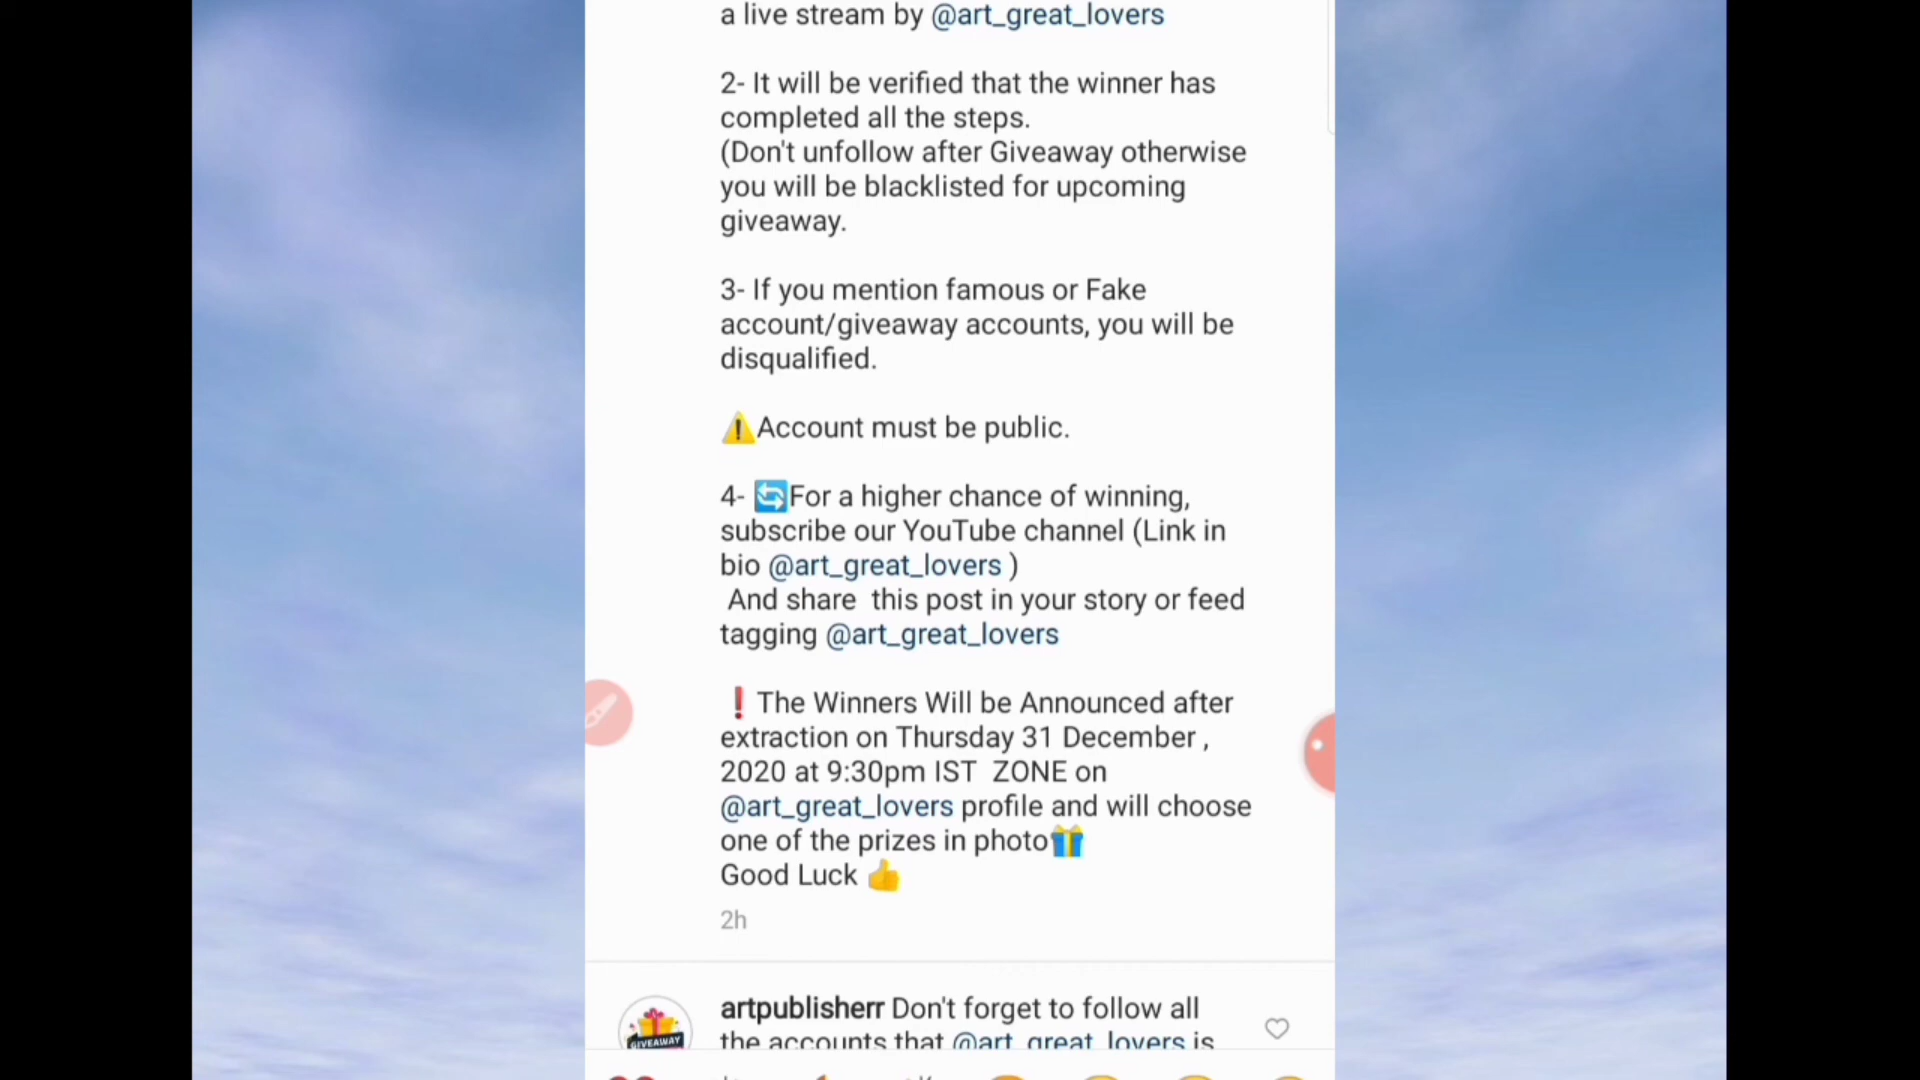 a live stream by @art_great_lovers
2- It will be verified that the winner has
completed all the steps.
(Don't unfollow after Giveaway otherwise
you will be blacklisted for upcoming
giveaway.
3- If you mention famous or Fake
account/giveaway accounts, you will be
disqualified.
⚠️Account must be public.
4- 🔄For a higher chance of winning,
subscribe our YouTube channel (Link in
bio @art_great_lovers )
And share  this post in your story or feed
tagging @art_great_lovers
❗The Winners Will be Announced after
extraction on Thursday 31 December ,
2020 at 9:30pm IST  ZONE on
@art_great_lovers profile and will choose
one of the prizes in photo🎁
Good Luck 👍
2h
artpublisherr Don't forget to follow all
the accounts that @art_great_lovers is
GIVEAWAY